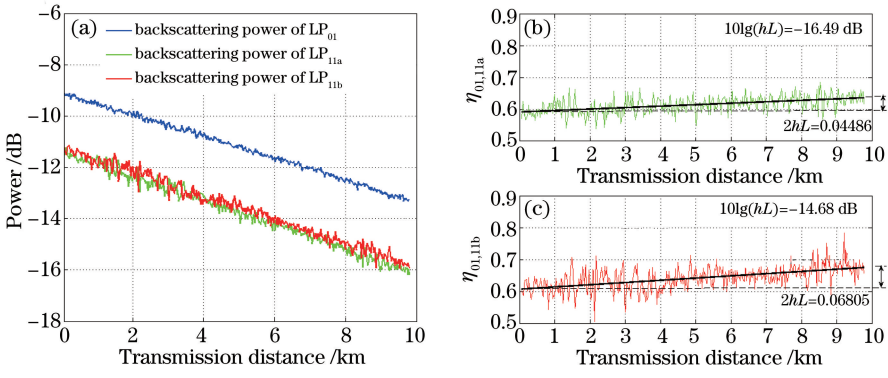 (a)
backscattering power of LP₀₁
backscattering power of LP₁₁ₐ
backscattering power of LP₁₁b
Power /dB
−6
−8
−10
−12
−14
−16
−18
0 2 4 6 8 10
Transmission distance /km
(b)
10lg(hL)=−16.49 dB
η₀₁,₁₁ₐ
0.9
0.8
0.7
0.6
0.5
2hL=0.04486
0 1 2 3 4 5 6 7 8 9 10
Transmission distance /km
(c)
10lg(hL)=−14.68 dB
η₀₁,₁₁b
0.9
0.8
0.7
0.6
0.5
2hL=0.06805
0 1 2 3 4 5 6 7 8 9 10
Transmission distance /km